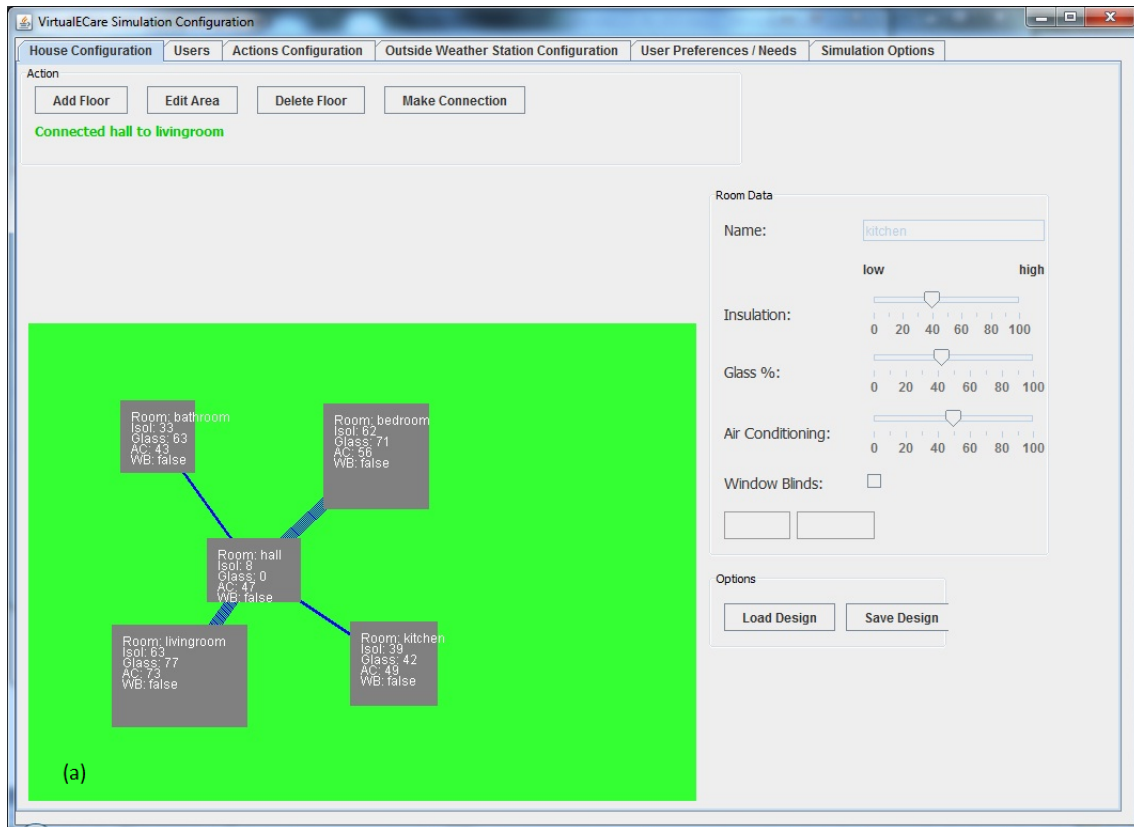 VirtualECare Simulation Configuration
House Configuration Users Actions Configuration Outside Weather Station Configuration User Preferences / Needs Simulation Options
Action
Add Floor Edit Area Delete Floor Make Connection
Connected hall to livingroom
Room: bathroom
Isol: 33
Glass: 63
AC: 43
WB: false
Room: bedroom
Isol: 62
Glass: 71
AC: 56
WB: false
Room: hall
Isol: 8
Glass: 0
AC: 47
WB: false
Room: livingroom
Isol: 63
Glass: 77
AC: 73
WB: false
Room: kitchen
Isol: 39
Glass: 42
AC: 49
WB: false
(a)
Room Data
Name: kitchen
low high
Insulation:
0 20 40 60 80 100
Glass %:
0 20 40 60 80 100
Air Conditioning:
0 20 40 60 80 100
Window Blinds:
Options
Load Design Save Design